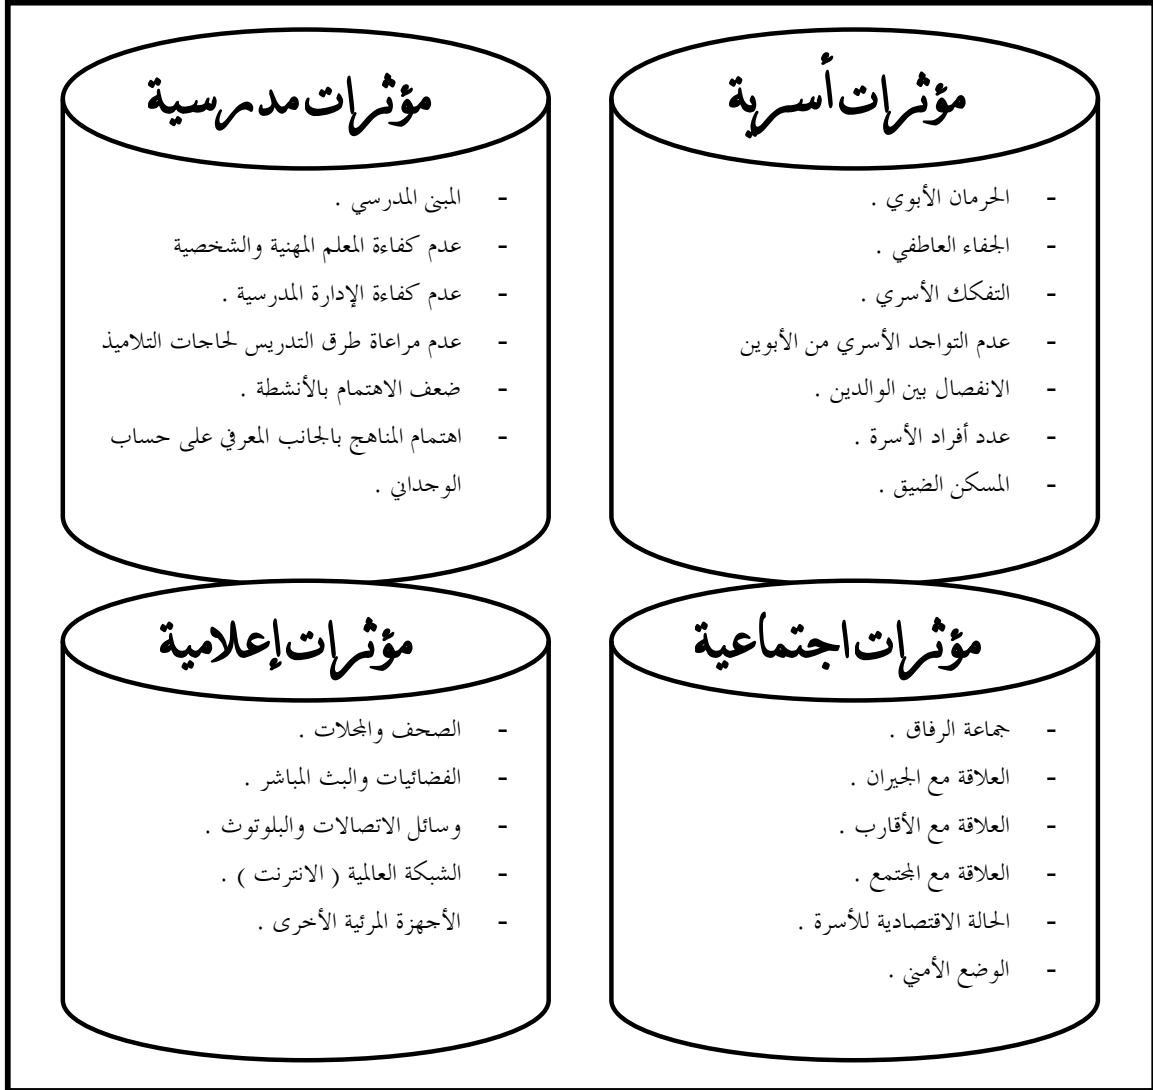 مؤثرات أسرية
- الحرمان الأبوي .
- الجفاء العاطفي .
- التفكك الأسري .
- عدم التواجد الأسري من الأبوين
- الانفصال بين الوالدين .
- عدد أفراد الأسرة .
- المسكن الضيق .
مؤثرات مدرسية
- المبنى المدرسي .
- عدم كفاءة المعلم المهنية والشخصية
- عدم كفاءة الإدارة المدرسية .
- عدم مراعاة طرق التدريس لحاجات التلاميذ
- ضعف الاهتمام بالأنشطة .
- اهتمام المناهج بالجانب المعرفي على حساب
الوجداني .
مؤثرات اجتماعية
- جماعة الرفاق .
- العلاقة مع الجيران .
- العلاقة مع الأقارب .
- العلاقة مع المجتمع .
- الحالة الاقتصادية للأسرة .
- الوضع الأمني .
مؤثرات إعلامية
- الصحف والمجلات .
- الفضائيات والبث المباشر .
- وسائل الاتصالات والبلوتوث .
- الشبكة العالمية ( الانترنت ) .
- الأجهزة المرئية الأخرى .